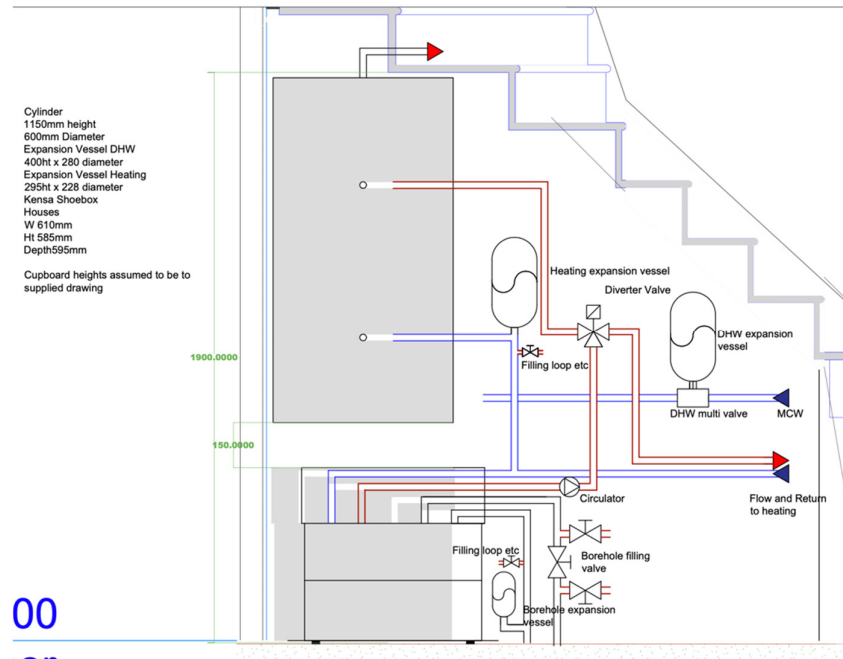 Cylinder
1150mm height
600mm Diameter
Expansion Vessel DHW
400ht x 280 diameter
Expansion Vessel Heating
295ht x 228 diameter
Kensa Shoebox
Houses
W 610mm
Ht 585mm
Depth595mm
Cupboard heights assumed to be to
supplied drawing
Heating expansion vessel
Diverter Valve
DHW expansion
vessel
1900.0000
Filling loop etc
DHW multi valve
MCW
150.0000
Circulator
Flow and Return
to heating
Filling loop etc
Borehole filling
valve
Borehole expansion
vessel
00